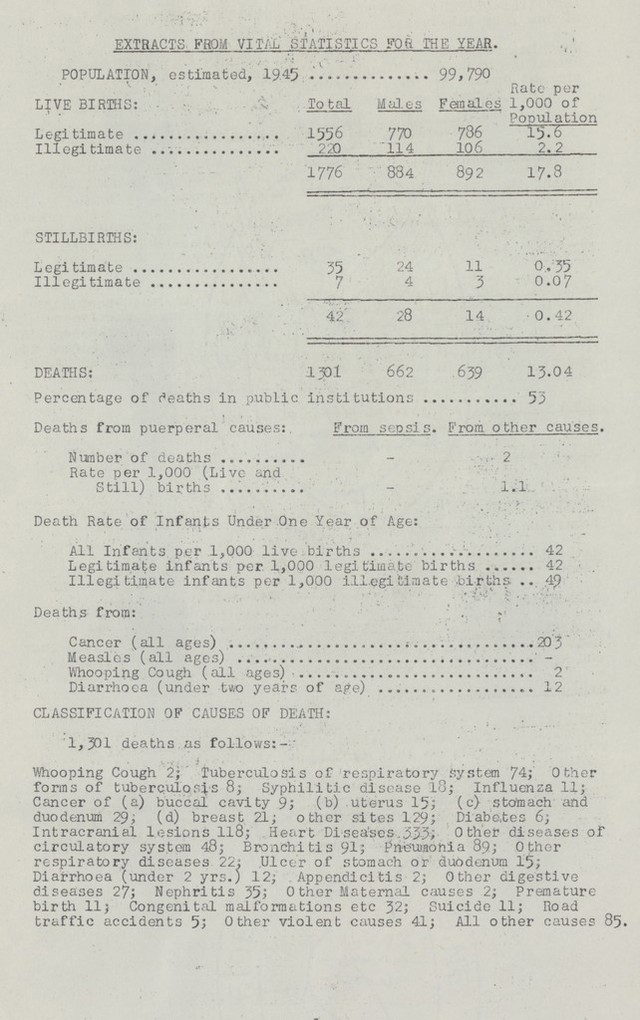 EXTRACTS FROM VITAL STATISTICS FOR THE YEAR.
POPULATION, estimated, 1945 .............. 99,790
LIVE BIRTHS: Total Males Females Rate per 1,000 of Population
Legitimate ................. 1556 770 786 15.6
Illegitimate ............... 220 114 106 2.2
1776 884 892 17.8
STILLBIRTHS:
Legitimate ................. 35 24 11 0.35
Illegitimate ............... 7 4 3 0.07
42 28 14 0.42
DEATHS: 1301 662 639 13.04
Percentage of deaths in public institutions ........... 53
Deaths from puerperal causes: From sepsis. From other causes.
Number of deaths .......... - 2
Rate per 1,000 (Live and
Still) births .......... - 1.1
Death Rate of Infants Under One Year of Age:
All Infants per 1,000 live births ................... 42
Legitimate infants per 1,000 legitimate births ...... 42
Illegitimate infants per 1,000 illegitimate births .. 49
Deaths from:
Cancer (all ages) ................................... 203
Measles (all ages) .................................. -
Whooping Cough (all ages) ........................... 2
Diarrhoea (under two years of age) .................. 12
CLASSIFICATION OF CAUSES OF DEATH:
1,301 deaths as follows:-
Whooping Cough 2; Tuberculosis of respiratory system 74; Other
forms of tuberculosis 8; Syphilitic disease 18; Influenza 11;
Cancer of (a) buccal cavity 9; (b) uterus 15; (c) stomach and
duodenum 29; (d) breast 21; other sites 129; Diabetes 6;
Intracranial lesions 118; Heart Diseases 333; Other diseases of
circulatory system 48; Bronchitis 91; Pneumonia 89; Other
respiratory diseases 22; Ulcer of stomach or duodenum 15;
Diarrhoea (under 2 yrs.) 12; Appendicitis 2; Other digestive
diseases 27; Nephritis 35; Other Maternal causes 2; Premature
birth 11; Congenital malformations etc 32; Suicide 11; Road
traffic accidents 5; Other violent causes 41; All other causes 85.